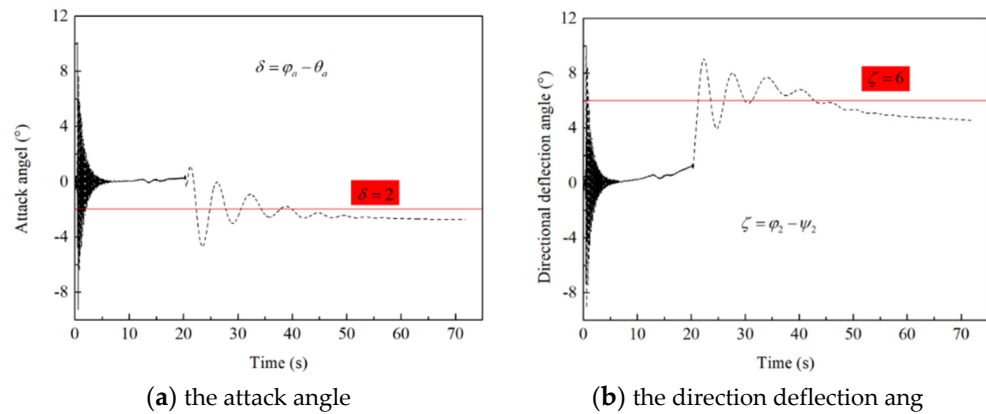 12
8
4
0
-4
-8
Attack angel (°)
δ = φₐ − θₐ
δ = 2
0 10 20 30 40 50 60 70
Time (s)
(a) the attack angle
12
8
4
0
-4
-8
Directional deflection angle (°)
ζ = 6
ζ = φ₂ − ψ₂
0 10 20 30 40 50 60 70
Time (s)
(b) the direction deflection ang